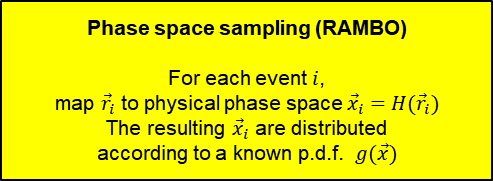 Phase space sampling (RAMBO)
For each event 𝑖,
map 𝑟⃗ᵢ to physical phase space 𝑥⃗ᵢ = 𝐻(𝑟⃗ᵢ)
The resulting 𝑥⃗ᵢ are distributed
according to a known p.d.f. 𝑔(𝑥⃗)